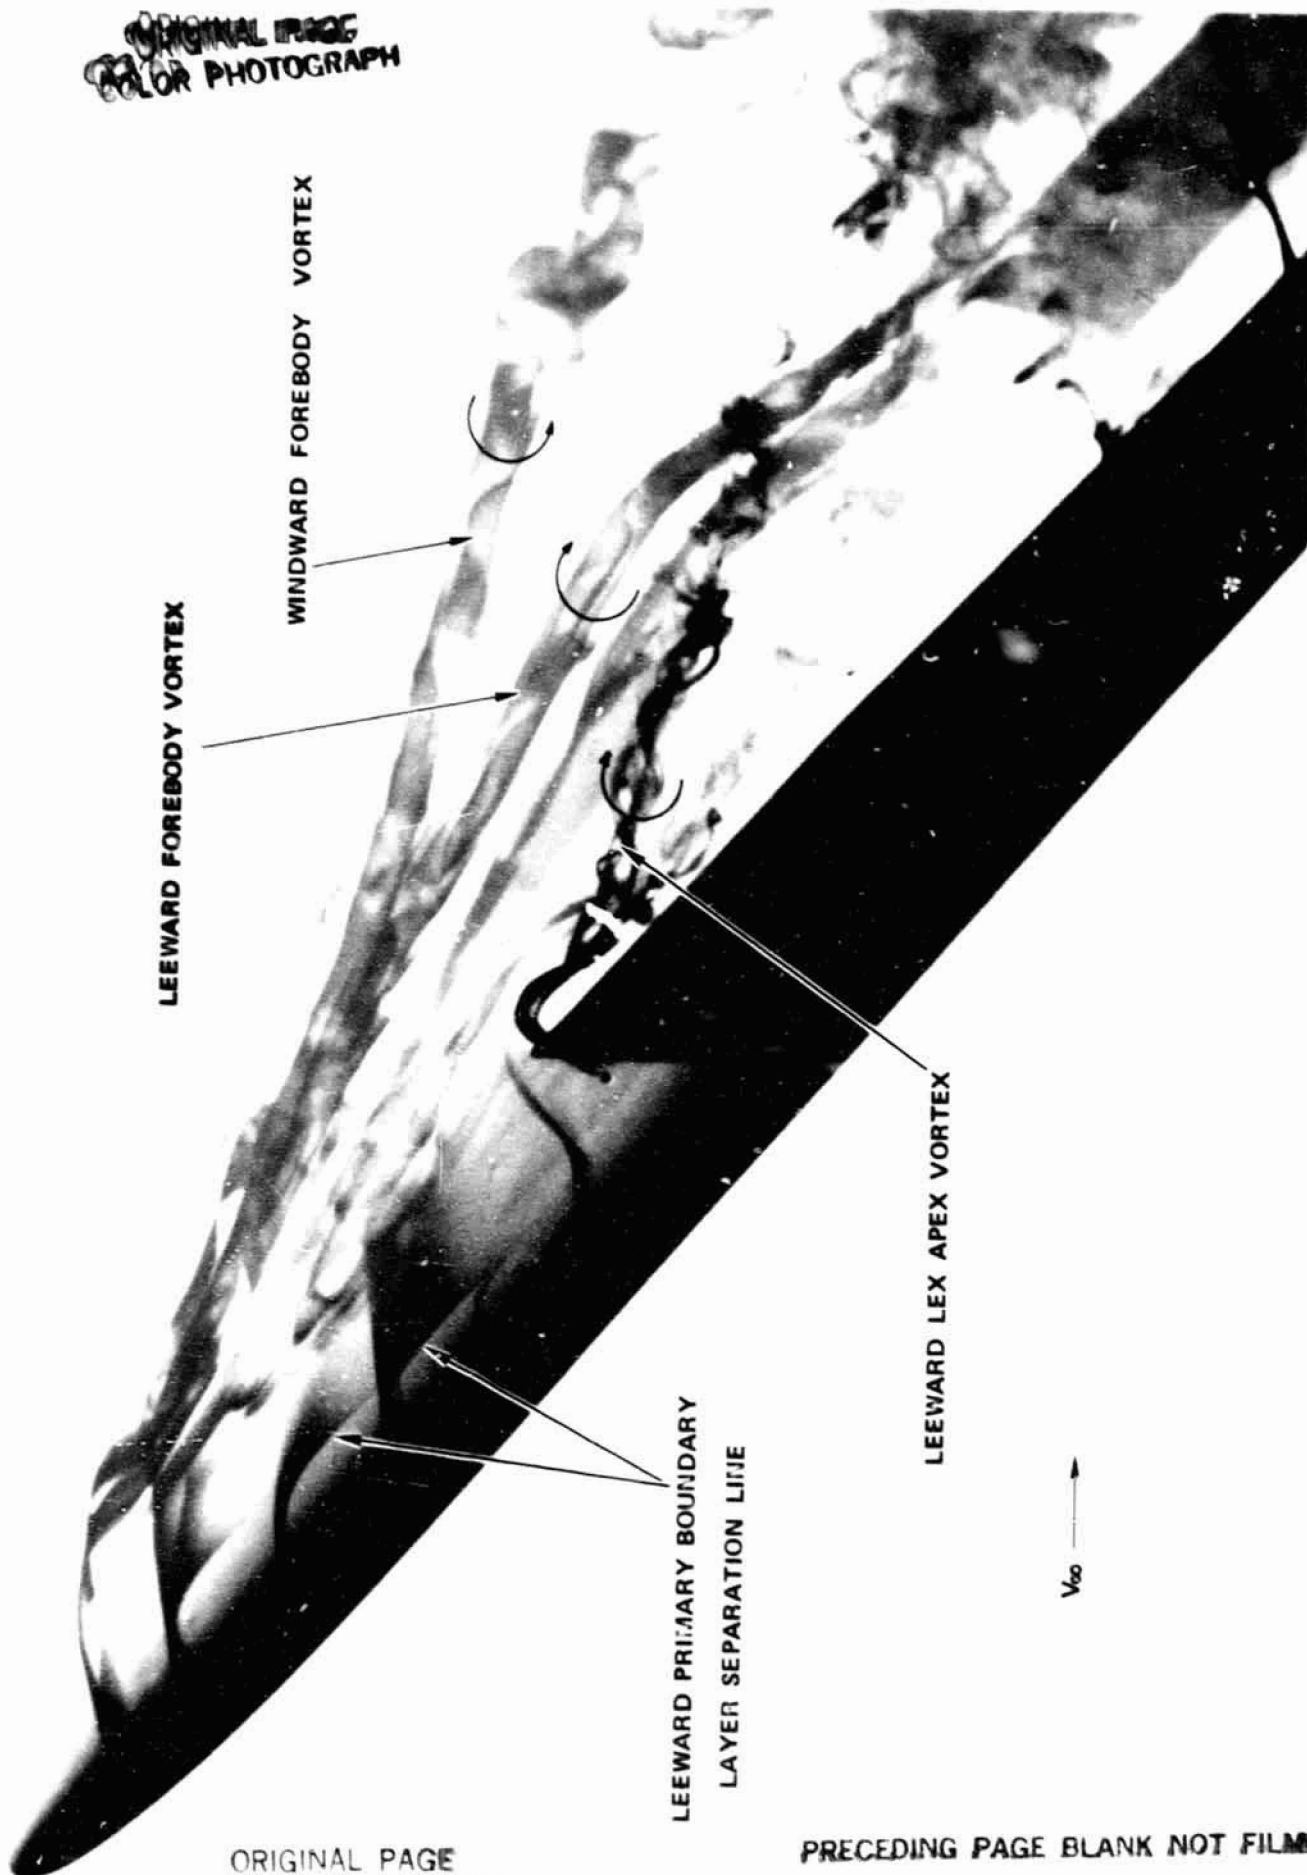 ORIGINAL IMAGE
COLOR PHOTOGRAPH
WINDWARD FOREBODY VORTEX
LEEWARD FOREBODY VORTEX
LEEWARD LEX APEX VORTEX
LEEWARD PRIMARY BOUNDARY
LAYER SEPARATION LINE
V∞
ORIGINAL PAGE
PRECEDING PAGE BLANK NOT FILM